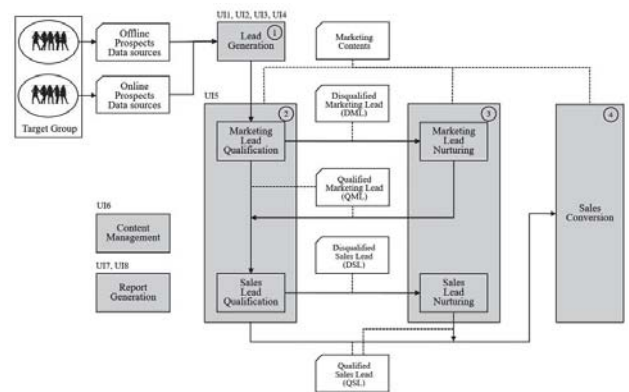 UI1, UI2, UI3, UI4
Lead
Generation
1
Offline
Prospects
Data sources
Online
Prospects
Data sources
Target Group
Marketing
Contents
UI5
2
Marketing
Lead
Qualification
Disqualified
Marketing Lead
(DML)
3
Marketing
Lead
Nurturing
4
Sales
Conversion
Qualified
Marketing Lead
(QML)
UI6
Content
Management
UI7, UI8
Report
Generation
Disqualified
Sales Lead
(DSL)
Sales
Lead
Qualification
Sales
Lead
Nurturing
Qualified
Sales Lead
(QSL)